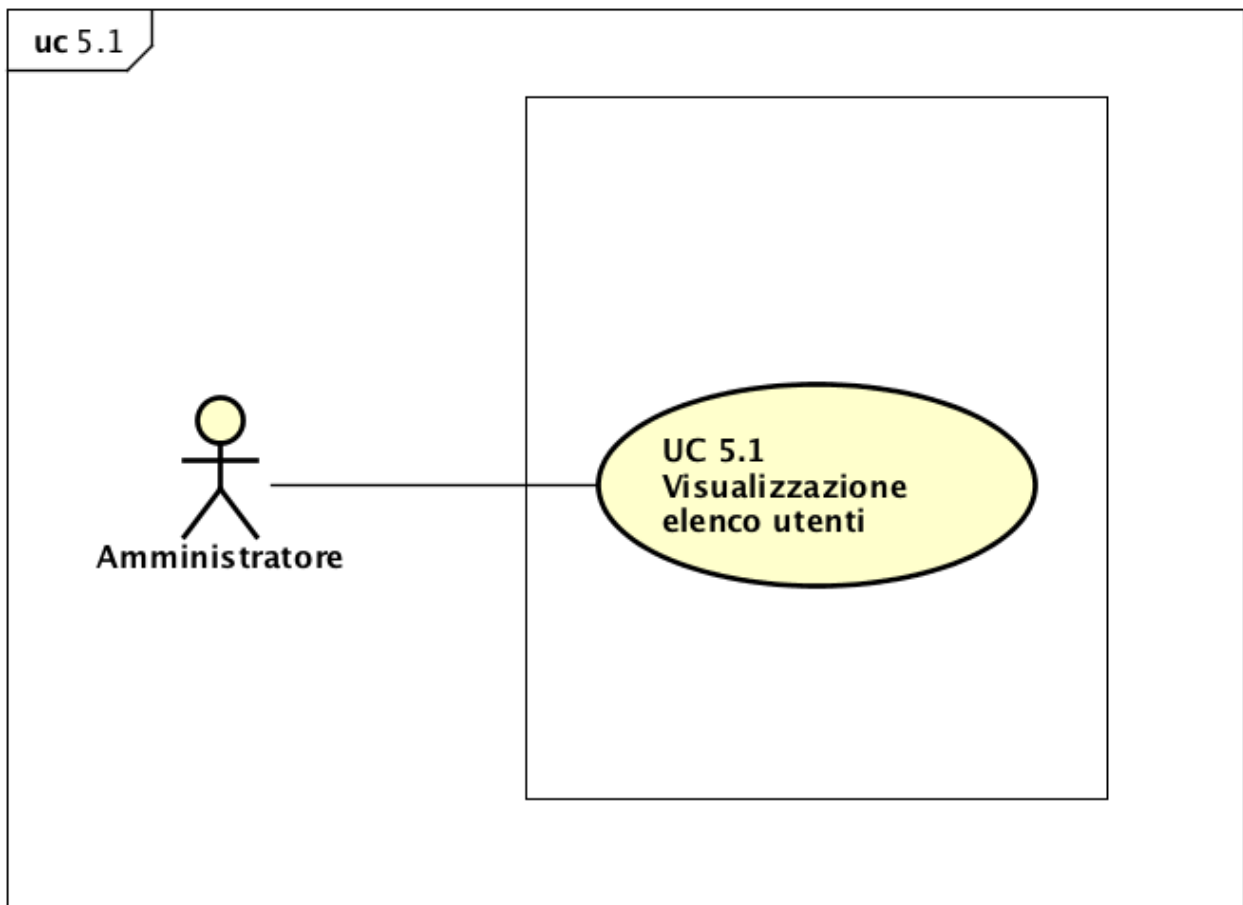 uc 5.1
UC 5.1
Visualizzazione
elenco utenti
Amministratore